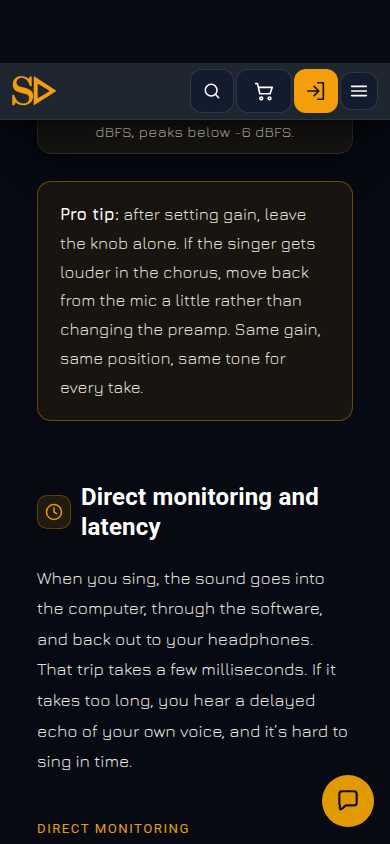 S
dBFS, peaks below -6 dBFS.
Pro tip: after setting gain, leave
the knob alone. If the singer gets
louder in the chorus, move back
from the mic a little rather than
changing the preamp. Same gain,
same position, same tone for
every take.
Direct monitoring and
latency
When you sing, the sound goes into
the computer, through the software,
and back out to your headphones.
That trip takes a few milliseconds. If it
takes too long, you hear a delayed
echo of your own voice, and it's hard to
sing in time.
DIRECT MONITORING